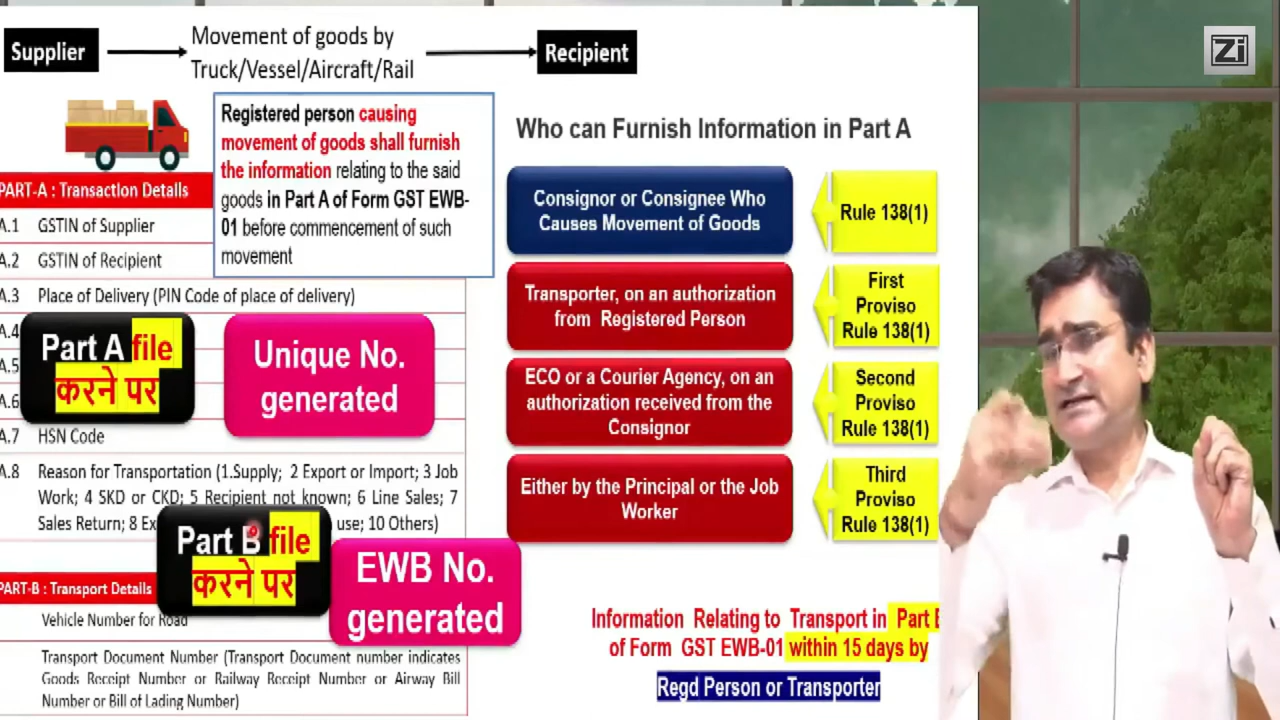 Supplier
Movement of goods by
Truck/Vessel/Aircraft/Rail
Recipient
Zi
Registered person causing
movement of goods shall furnish
the information relating to the said
goods in Part A of Form GST EWB-
01 before commencement of such
movement
PART-A : Transaction Details
A.1 GSTIN of Supplier
A.2 GSTIN of Recipient
A.3 Place of Delivery (PIN Code of place of delivery)
A.4
A.5
A.6
Part A file
करने पर
Unique No.
generated
A.7 HSN Code
A.8 Reason for Transportation (1.Supply; 2 Export or Import; 3 Job
Work; 4 SKD or CKD; 5 Recipient not known; 6 Line Sales; 7
Sales Return; 8 Ex use; 10 Others)
Part B file
करने पर
EWB No.
generated
PART-B : Transport Details
Vehicle Number for Road
Transport Document Number (Transport Document number indicates
Goods Receipt Number or Railway Receipt Number or Airway Bill
Number or Bill of Lading Number)
Who can Furnish Information in Part A
Consignor or Consignee Who
Causes Movement of Goods
Rule 138(1)
Transporter, on an authorization
from Registered Person
First
Proviso
Rule 138(1)
ECO or a Courier Agency, on an
authorization received from the
Consignor
Second
Proviso
Rule 138(1)
Either by the Principal or the Job
Worker
Third
Proviso
Rule 138(1)
Information Relating to Transport in Part B
of Form GST EWB-01 within 15 days by
Regd Person or Transporter